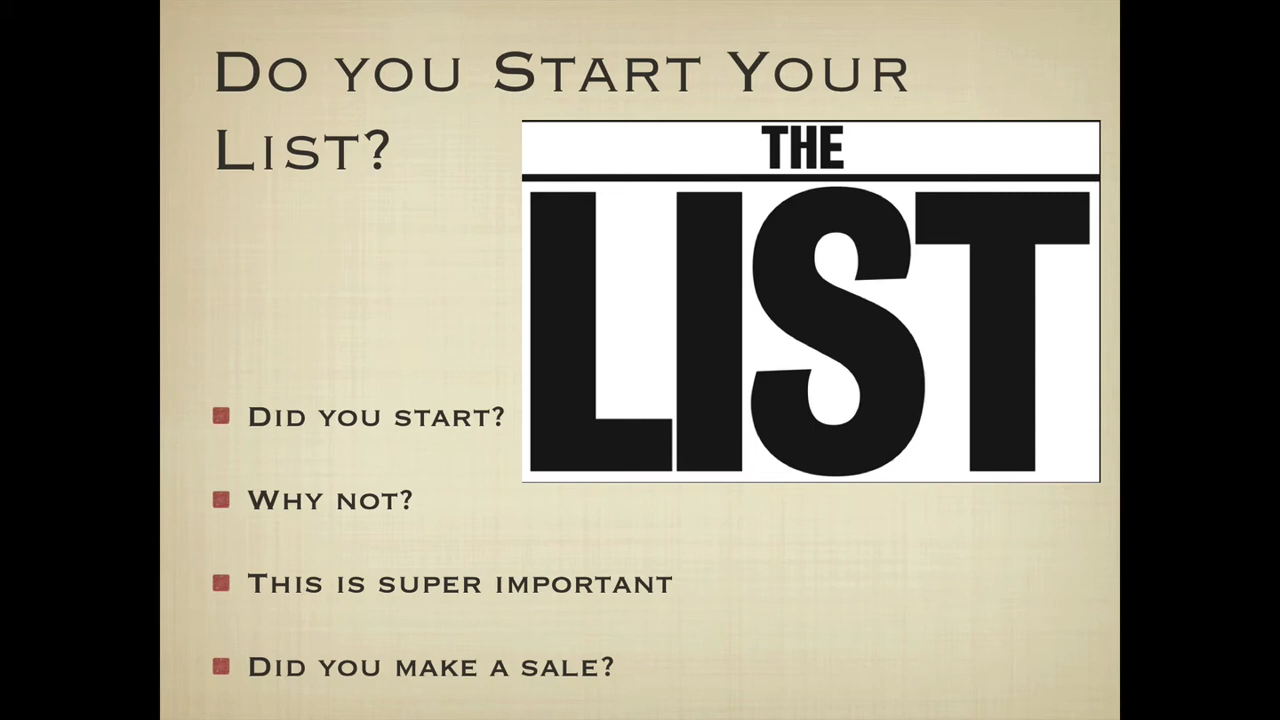 Do you Start Your
List?
THE
LIST
Did you start?
Why not?
This is super important
Did you make a sale?